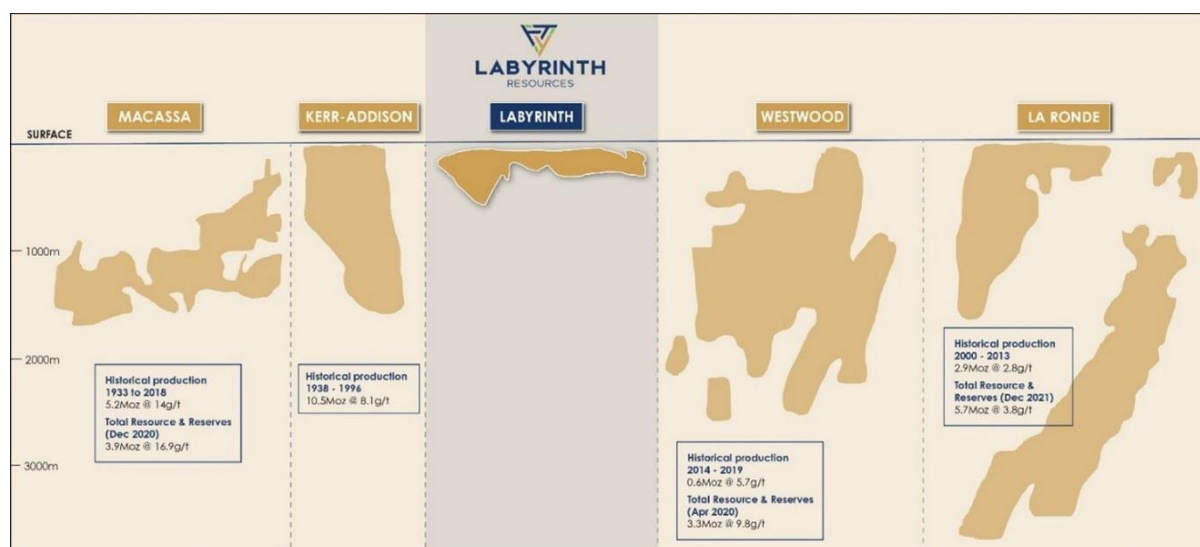 LABYRINTH
RESOURCES
MACASSA
KERR-ADDISON
LABYRINTH
WESTWOOD
LA RONDE
SURFACE
1000m
2000m
3000m
Historical production
1933 to 2018
5.2Moz @ 14g/t
Total Resource & Reserves
(Dec 2020)
3.9Moz @ 16.9g/t
Historical production
1938 - 1996
10.5Moz @ 8.1g/t
Historical production
2014 - 2019
0.6Moz @ 5.7g/t
Total Resource & Reserves
(Apr 2020)
3.3Moz @ 9.8g/t
Historical production
2000 - 2013
2.9Moz @ 2.8g/t
Total Resource &
Reserves (Dec 2021)
5.7Moz @ 3.8g/t